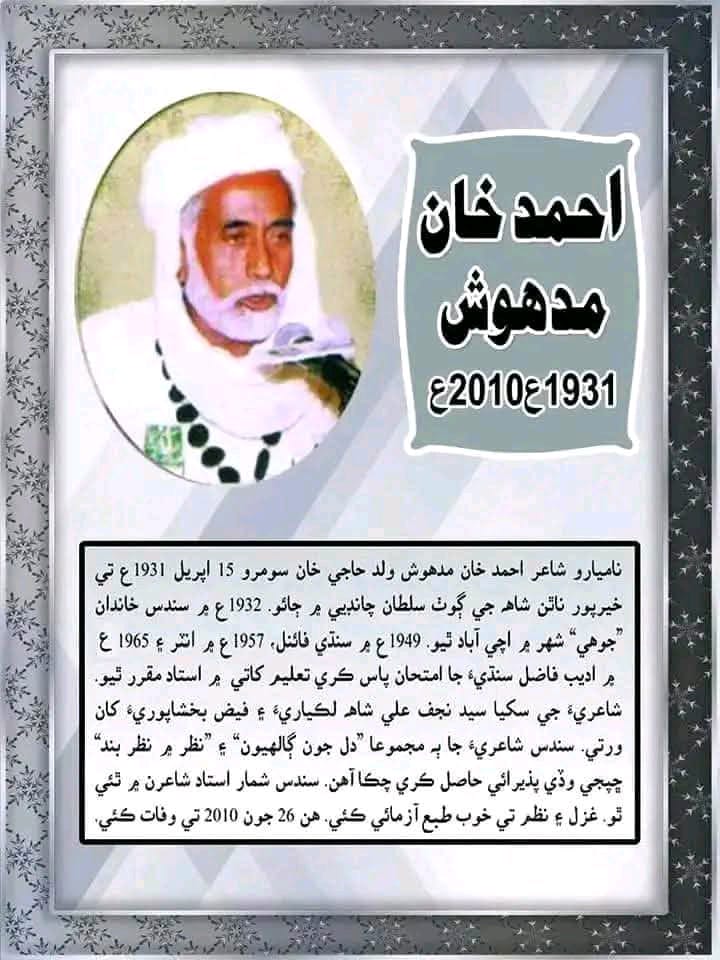 احمد خان
مدهوش
1931ع2010ع
ناميارو شاعر احمد خان مدهوش ولد حاجي خان سومرو 15 اپريل 1931ع تي
خيرپور ناٿن شاهه جي ڳوٺ سلطان چانڊيي ۾ ڄائو. 1932ع ۾ سندس خاندان
”جوهي“ شهر ۾ اچي آباد ٿيو. 1949ع ۾ سنڌي فائنل، 1957ع ۾ انٽر ۽ 1965 ع
۾ اديب فاضل سنڌيءَ جا امتحان پاس ڪري تعليم کاتي ۾ استاد مقرر ٿيو.
شاعريءَ جي سکيا سيد نجف علي شاهه لڪياريءَ ۽ فيض بخشاپوريءَ کان
ورتي. سندس شاعريءَ جا ٻه مجموعا ”دل جون ڳالهيون“ ۽ ”نظر ۾ نظر بند“
ڇپجي وڏي پذيرائي حاصل ڪري چڪا آهن. سندس شمار استاد شاعرن ۾ ٿئي
ٿو. غزل ۽ نظم تي خوب طبع آزمائي ڪئي. هن 26 جون 2010 تي وفات ڪئي.